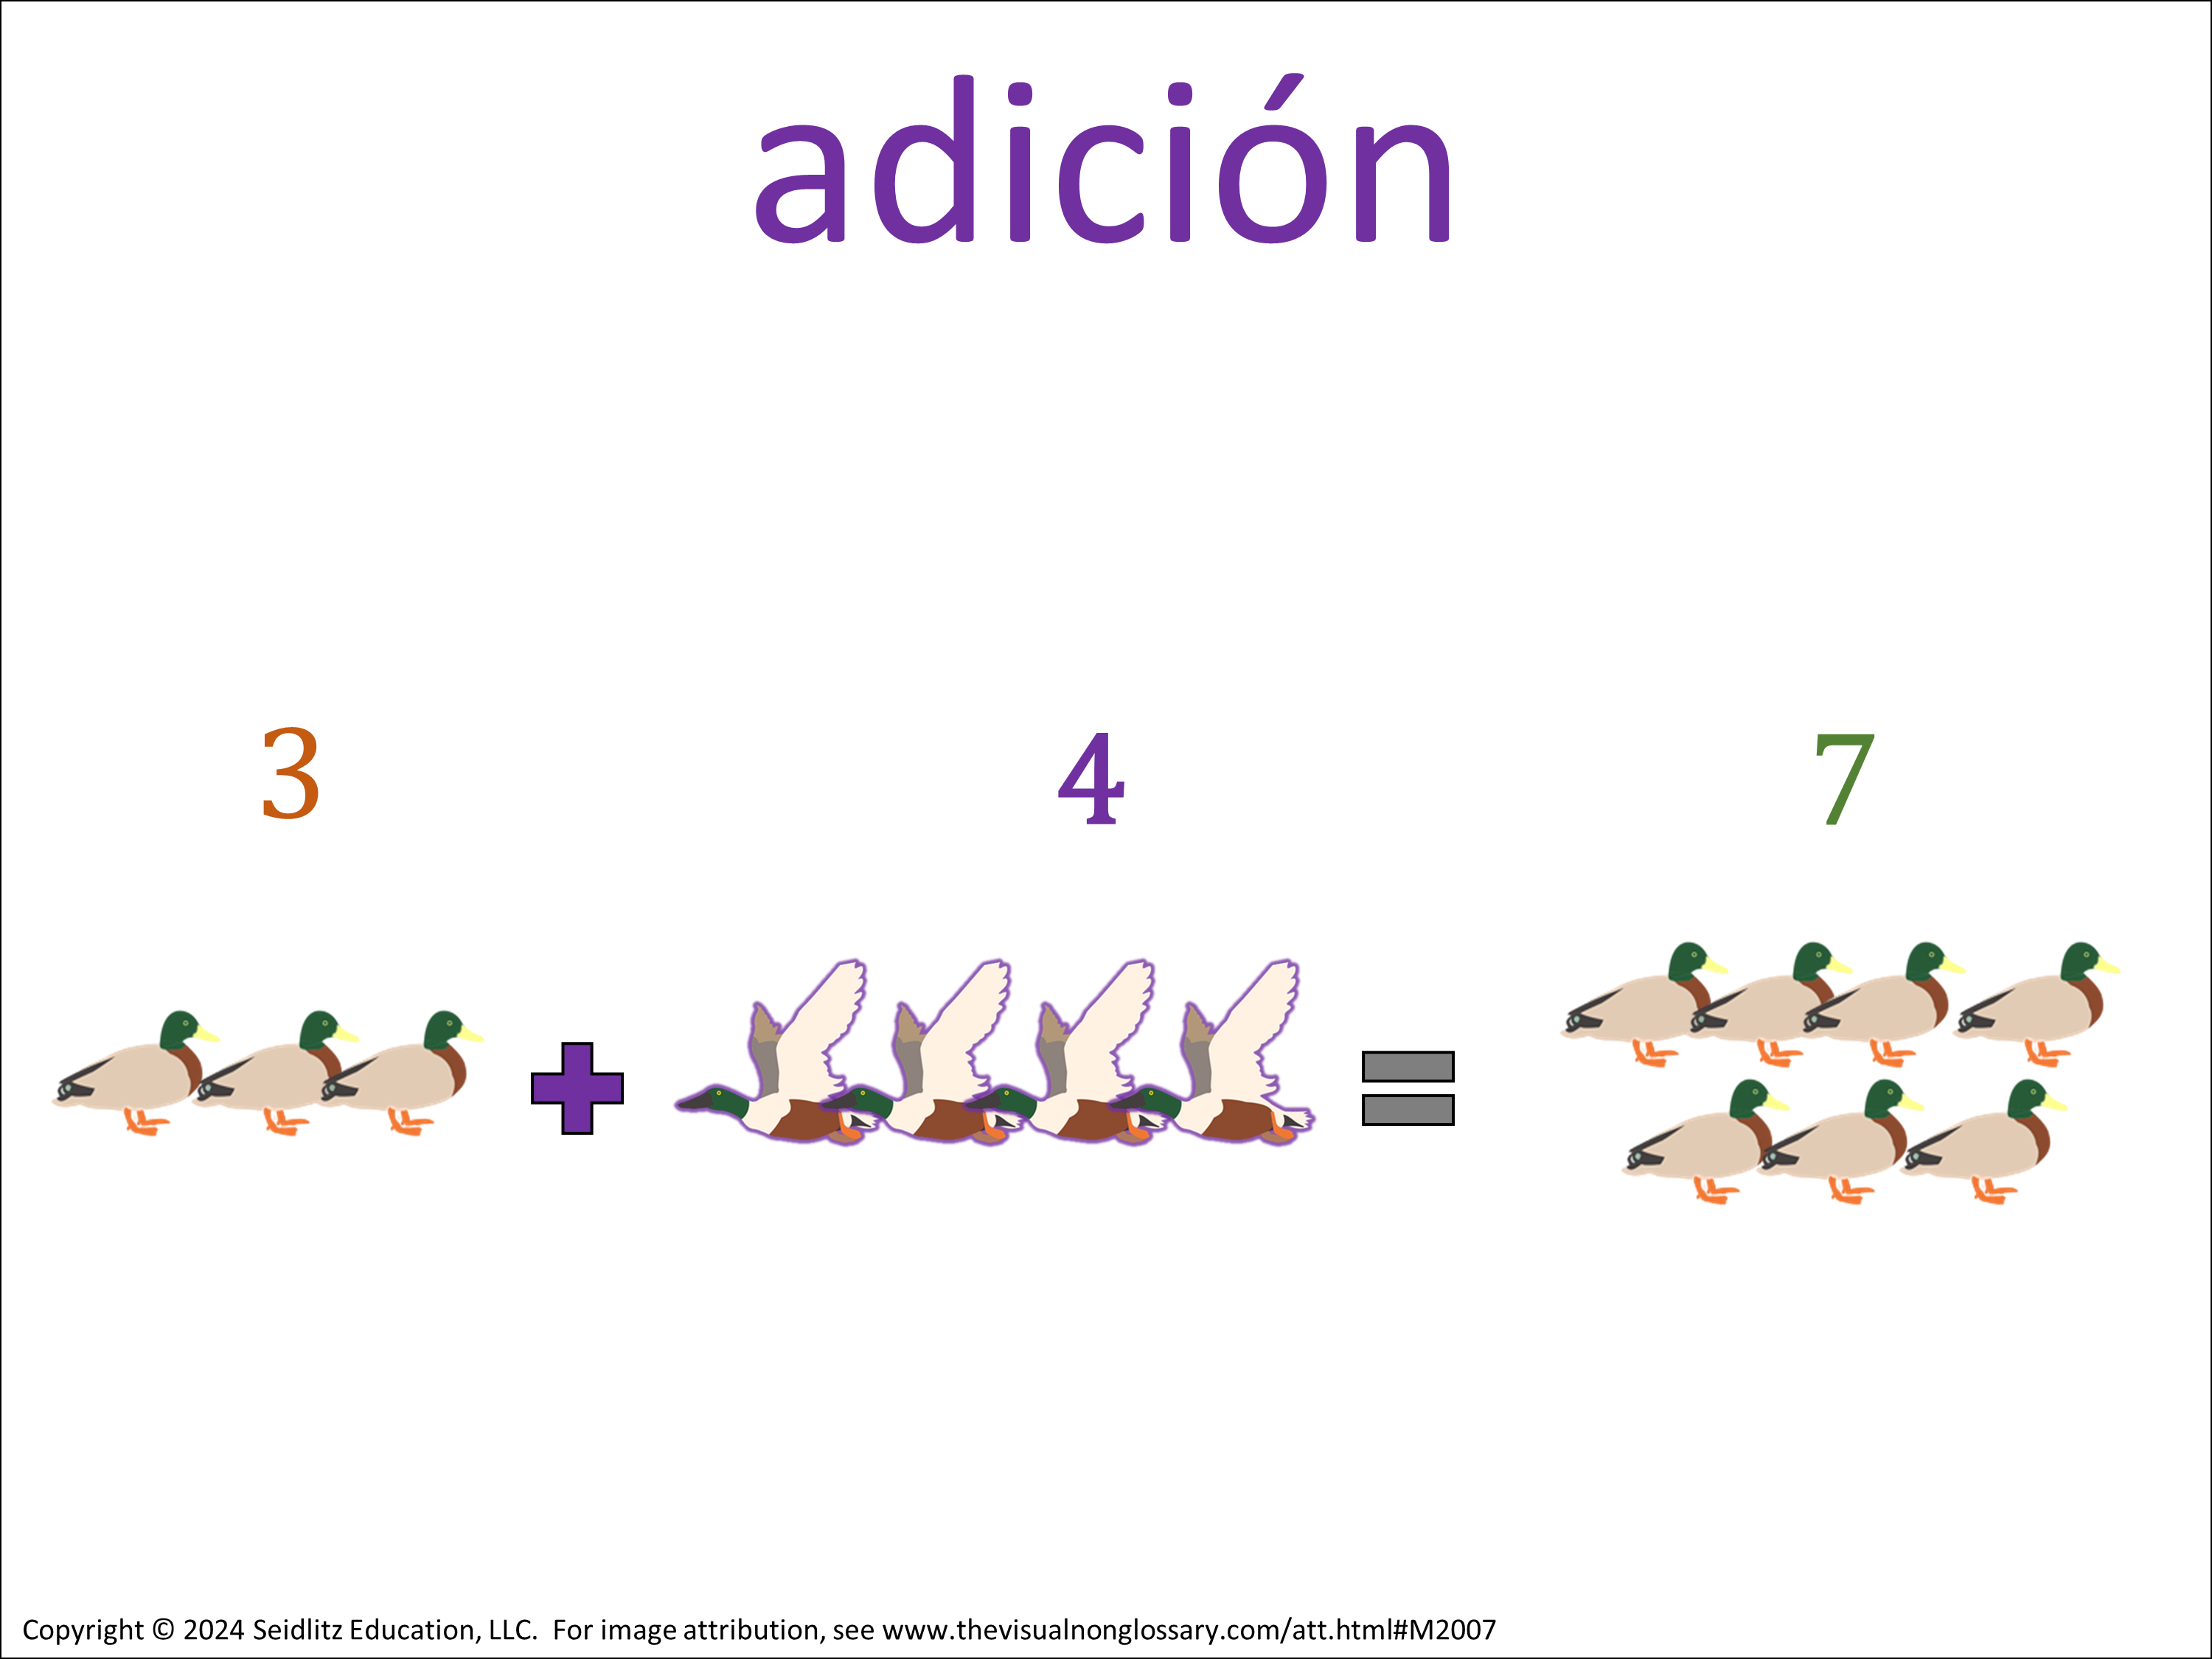 adición
3 4 7
Copyright © 2024 Seidlitz Education, LLC. For image attribution, see www.thevisualnonglossary.com/att.html#M2007